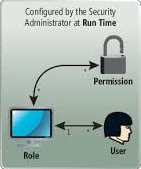 Configured by the Security
Administrator at Run Time
Permission
Role
User